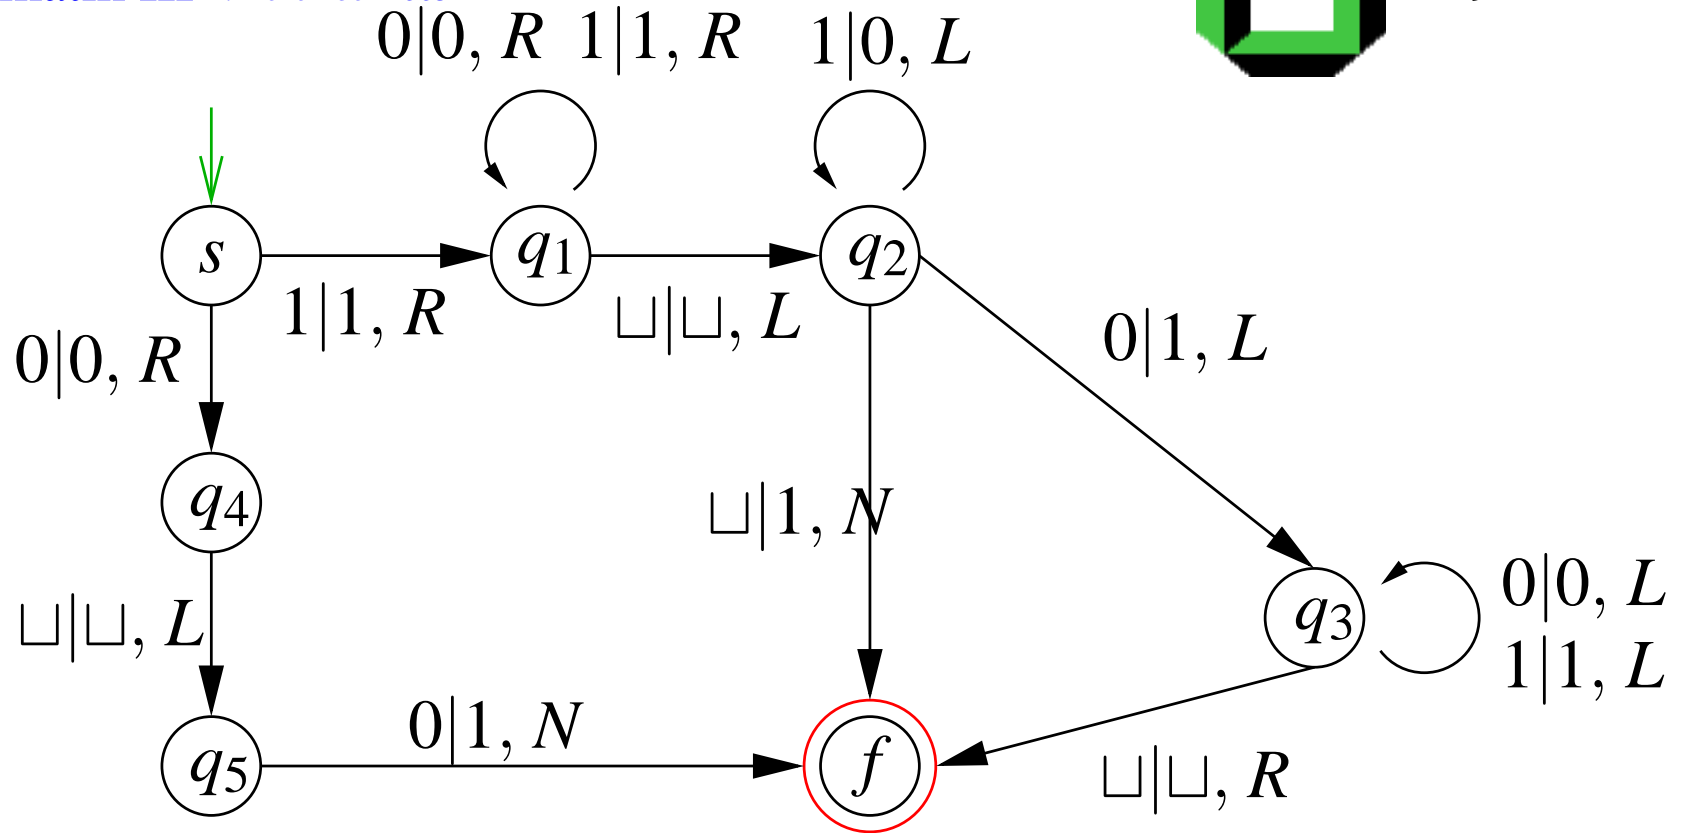 0|0, R 1|1, R 1|0, L
s
q1
q2
1|1, R
⊔|⊔, L
0|1, L
0|0, R
q4
⊔|1, N
⊔|⊔, L
q3
0|0, L
1|1, L
0|1, N
q5
f
⊔|⊔, R